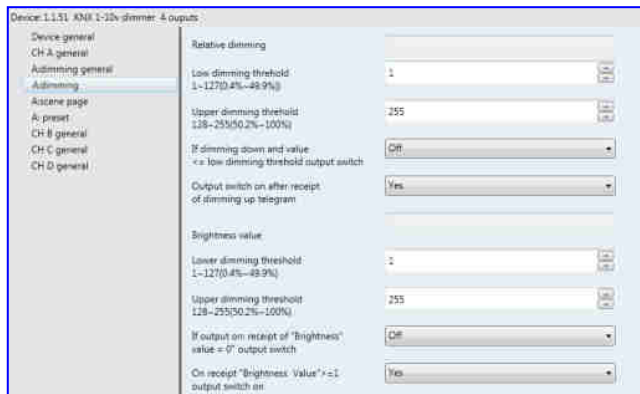 Device: 1.1.51 KNX 1-10v dimmer 4 ouputs
Device general
CH A general
A:dimming general
A:dimming
A:scene page
A: preset
CH B general
CH C general
CH D general
Relative dimming
Low dimming threhold
1~127(0.4%~49.9%))
1
Upper dimming threhold
128~255(50.2%~100%)
255
If dimming down and value
<= low dimming threhold output switch
Off
Output switch on after receipt
of dimming up telegram
Yes
Brightness value
Lower dimming threshold
1~127(0.4%~49.9%)
1
Upper dimming threshold
128~255(50.2%~100%)
255
If output on: receipt of "Brightness"
value = 0" output switch
Off
On receipt "Brightness Value">=1
output switch on
Yes